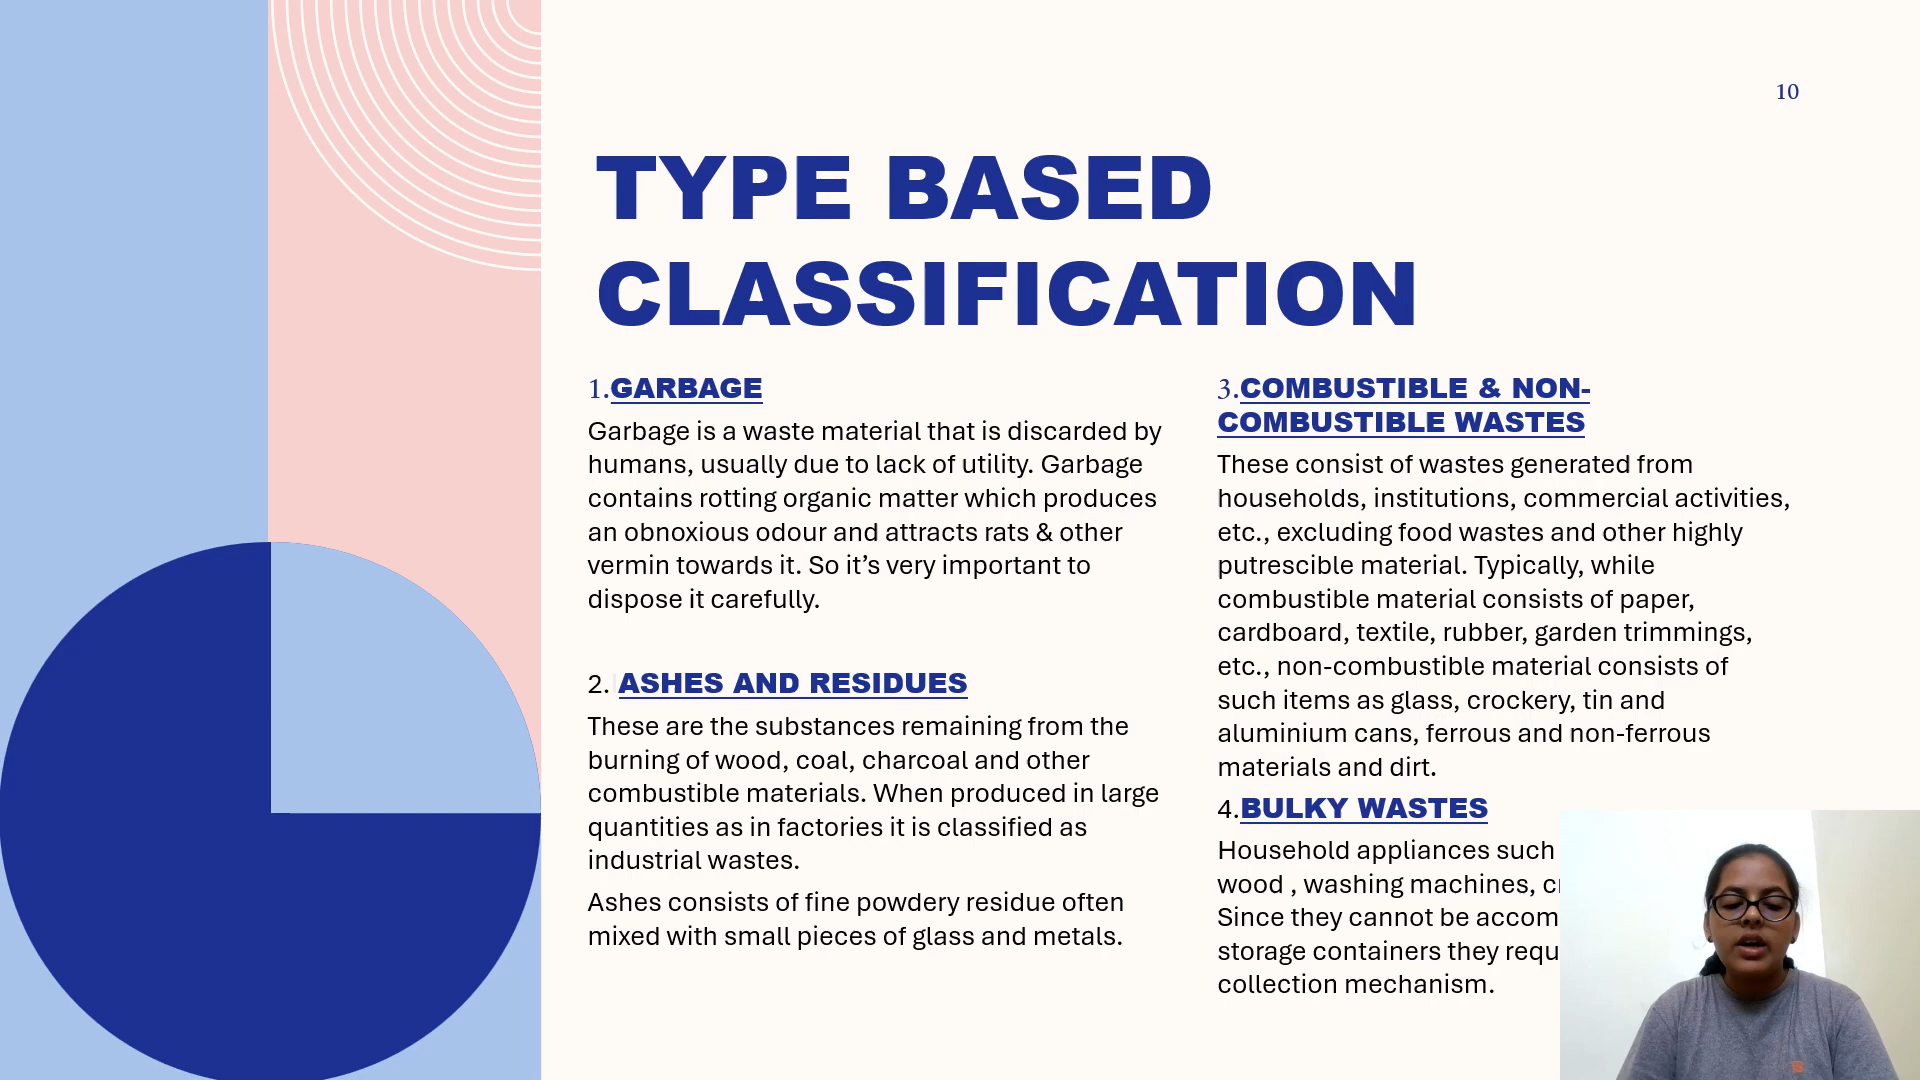 10
TYPE BASED
CLASSIFICATION
1.GARBAGE
Garbage is a waste material that is discarded by
humans, usually due to lack of utility. Garbage
contains rotting organic matter which produces
an obnoxious odour and attracts rats & other
vermin towards it. So it’s very important to
dispose it carefully.
2. ASHES AND RESIDUES
These are the substances remaining from the
burning of wood, coal, charcoal and other
combustible materials. When produced in large
quantities as in factories it is classified as
industrial wastes.
Ashes consists of fine powdery residue often
mixed with small pieces of glass and metals.
3.COMBUSTIBLE & NON-
COMBUSTIBLE WASTES
These consist of wastes generated from
households, institutions, commercial activities,
etc., excluding food wastes and other highly
putrescible material. Typically, while
combustible material consists of paper,
cardboard, textile, rubber, garden trimmings,
etc., non-combustible material consists of
such items as glass, crockery, tin and
aluminium cans, ferrous and non-ferrous
materials and dirt.
4.BULKY WASTES
Household appliances such
wood , washing machines,
Since they cannot be
storage containers they
collection mechanism.